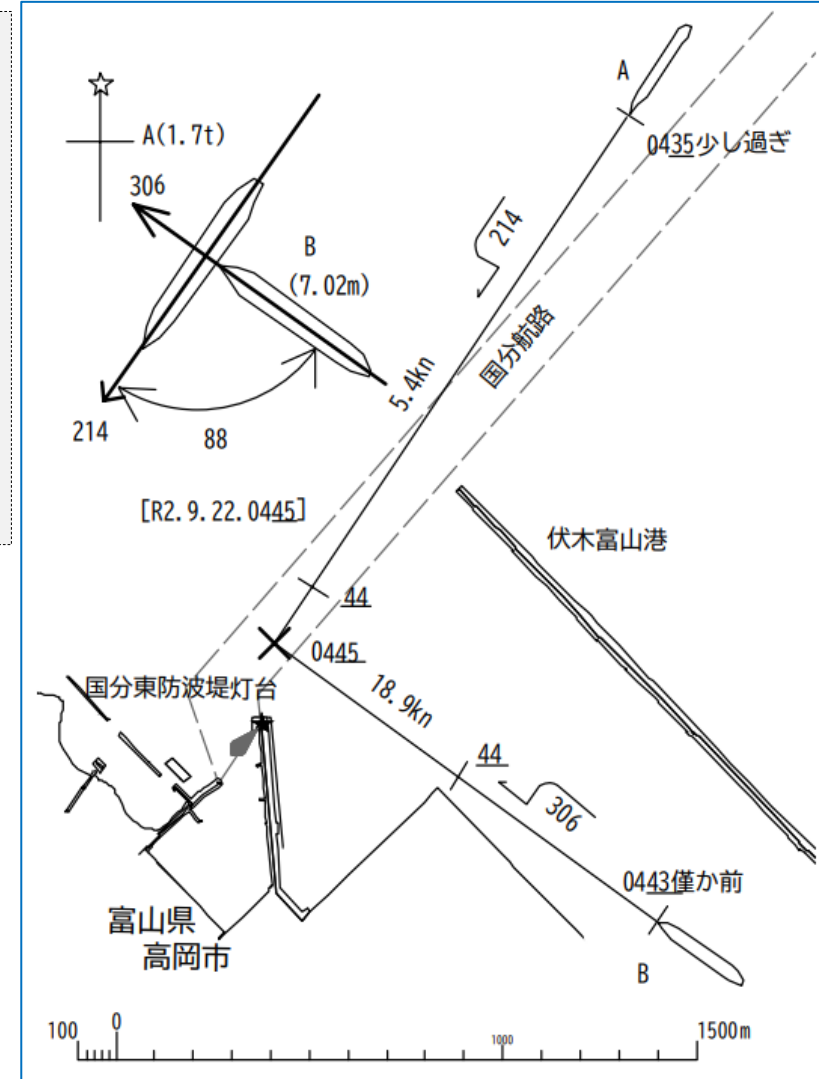 A
0435少し過ぎ
A(1.7t)
306
B
(7.02m)
214
国分航路
5.4kn
214
88
[R2.9.22.0445]
伏木富山港
44
0445
国分東防波堤灯台
18.9kn
44
306
0443僅か前
富山県
高岡市
B
100 0 1000 1500m